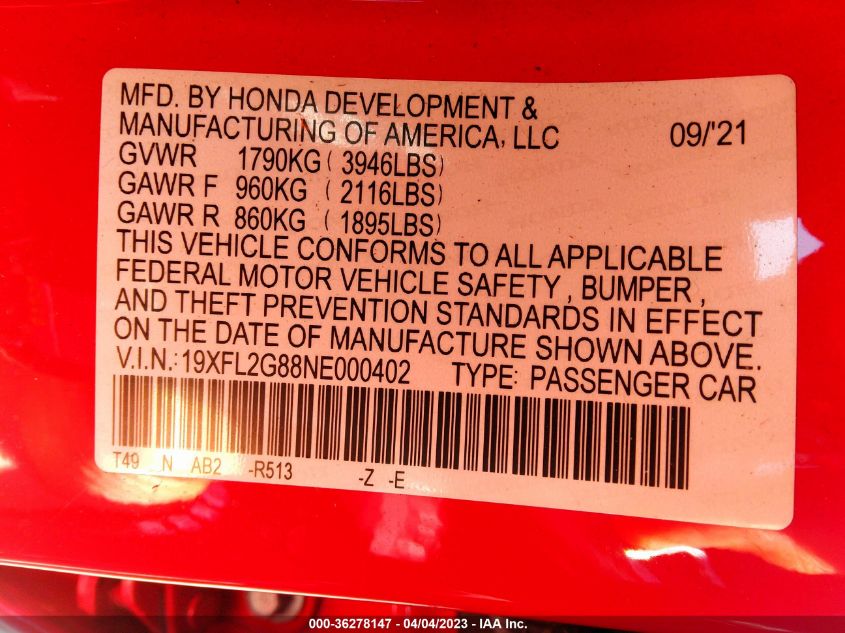 MFD. BY HONDA DEVELOPMENT &
MANUFACTURING OF AMERICA, LLC 09/'21
GVWR 1790KG ( 3946LBS)
GAWR F 960KG ( 2116LBS)
GAWR R 860KG ( 1895LBS)
THIS VEHICLE CONFORMS TO ALL APPLICABLE
FEDERAL MOTOR VEHICLE SAFETY , BUMPER ,
AND THEFT PREVENTION STANDARDS IN EFFECT
ON THE DATE OF MANUFACTURE SHOWN ABOVE.
V.I.N.: 19XFL2G88NE000402 TYPE: PASSENGER CAR
T49 N AB2 -R513 -Z -E
000-36278147 - 04/04/2023 - IAA Inc.